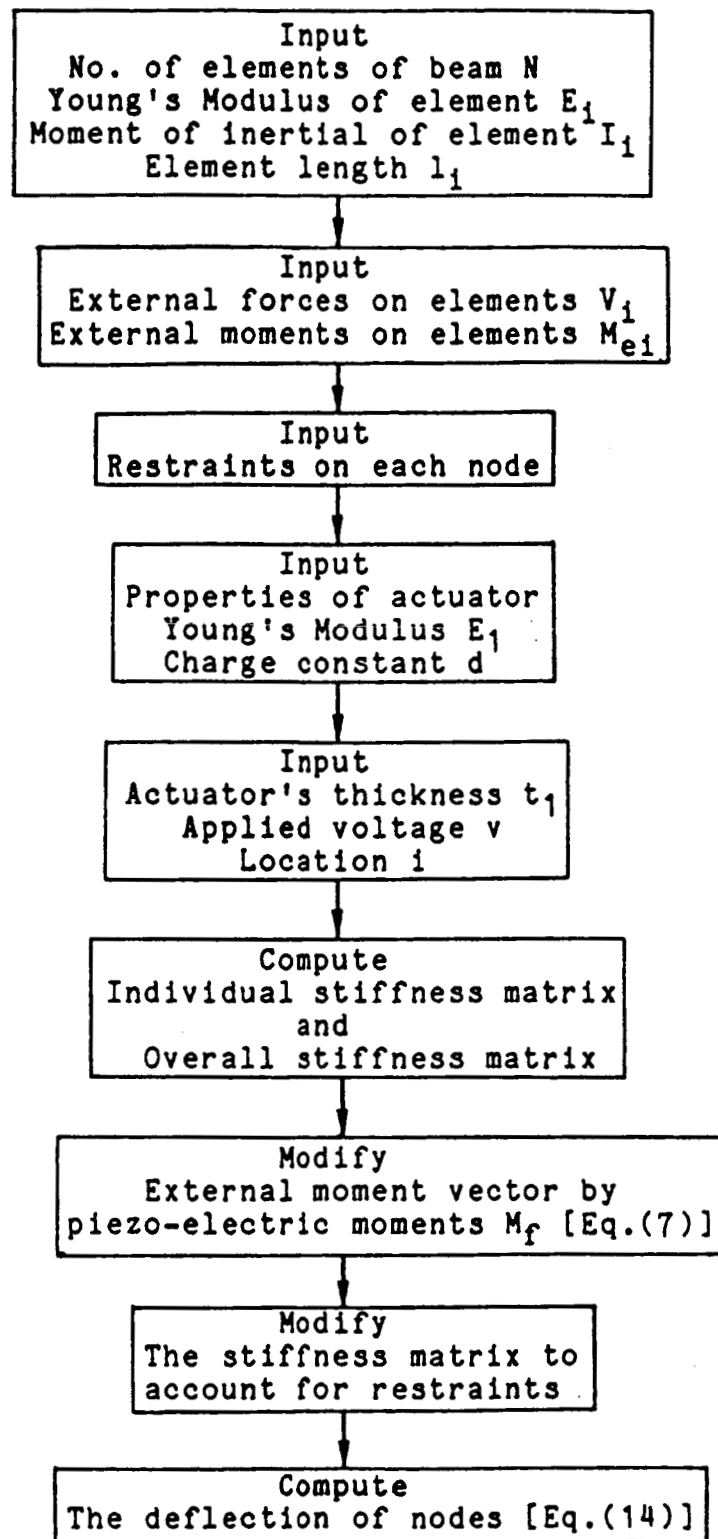 Input
No. of elements of beam N
Young's Modulus of element E_i
Moment of inertial of element I_i
Element length l_i
Input
External forces on elements V_i
External moments on elements M_ei
Input
Restraints on each node
Input
Properties of actuator
Young's Modulus E_1
Charge constant d
Input
Actuator's thickness t_1
Applied voltage v
Location i
Compute
Individual stiffness matrix
and
Overall stiffness matrix
Modify
External moment vector by
piezo-electric moments M_f [Eq.(7)]
Modify
The stiffness matrix to
account for restraints
Compute
The deflection of nodes [Eq.(14)]